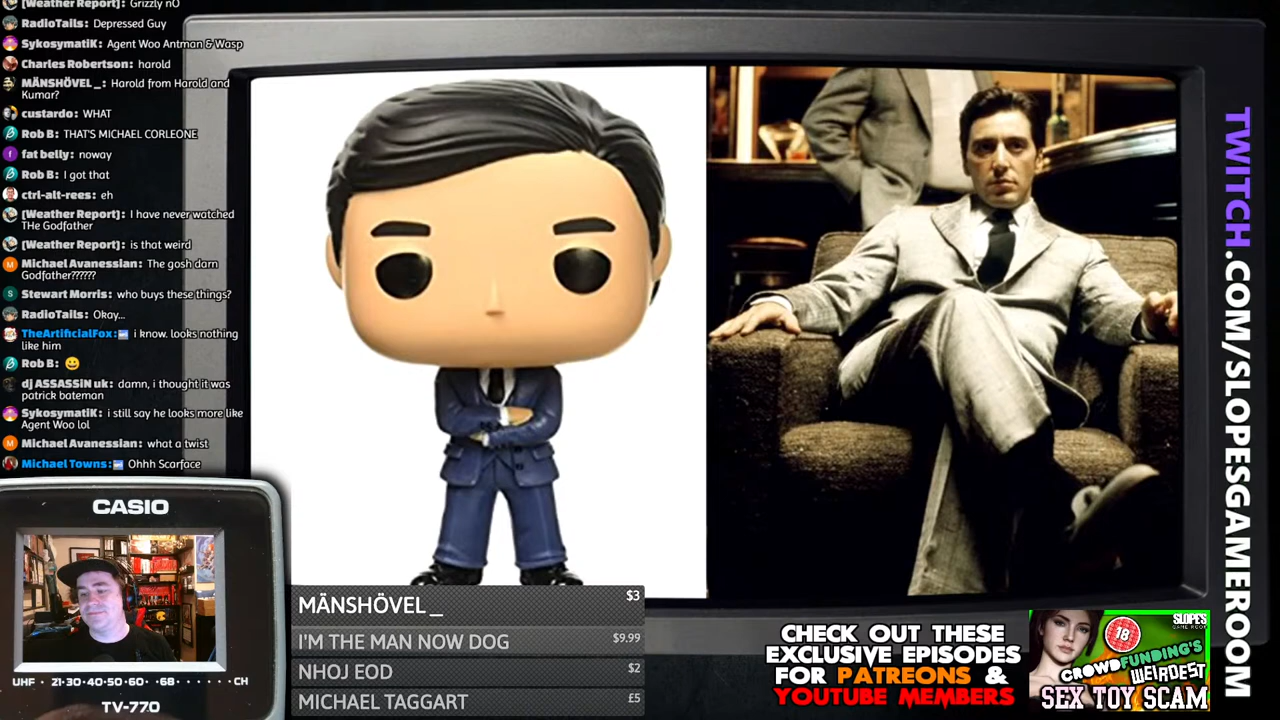 [Weather Report]: Grizzly nO
RadioTails: Depressed Guy
SykosymatiK: Agent Woo Antman & Wasp
Charles Robertson: harold
MÄNSHÖVEL_: Harold from Harold and
Kumar?
custardo: WHAT
Rob B: THAT'S MICHAEL CORLEONE
fat belly: noway
Rob B: I got that
ctrl-alt-rees: eh
[Weather Report]: I have never watched
The Godfather
[Weather Report]: is that weird
Michael Avanessian: The gosh darn
Godfather??????
Stewart Morris: who buys these things?
RadioTails: Okay...
TheArtificialFox: i know. looks nothing
like him
Rob B: 😀
dj ASSASSiN uk: damn, i thought it was
patrick bateman
SykosymatiK: i still say he looks more like
Agent Woo lol
Michael Avanessian: what a twist
Michael Towns: Ohhh Scarface
CASIO
UHF - 21·30·40·50·60· ·68 · · · · · · CH
TV-770
MÄNSHÖVEL_ $3
I'M THE MAN NOW DOG $9.99
NHOJ EOD $2
MICHAEL TAGGART £5
CHECK OUT THESE
EXCLUSIVE EPISODES
FOR PATREONS &
YOUTUBE MEMBERS
18
SLOPES
GAME ROOM
CROWDFUNDING'S
WEIRDEST
SEX TOY SCAM
TWITCH.COM/SLOPESGAMEROOM